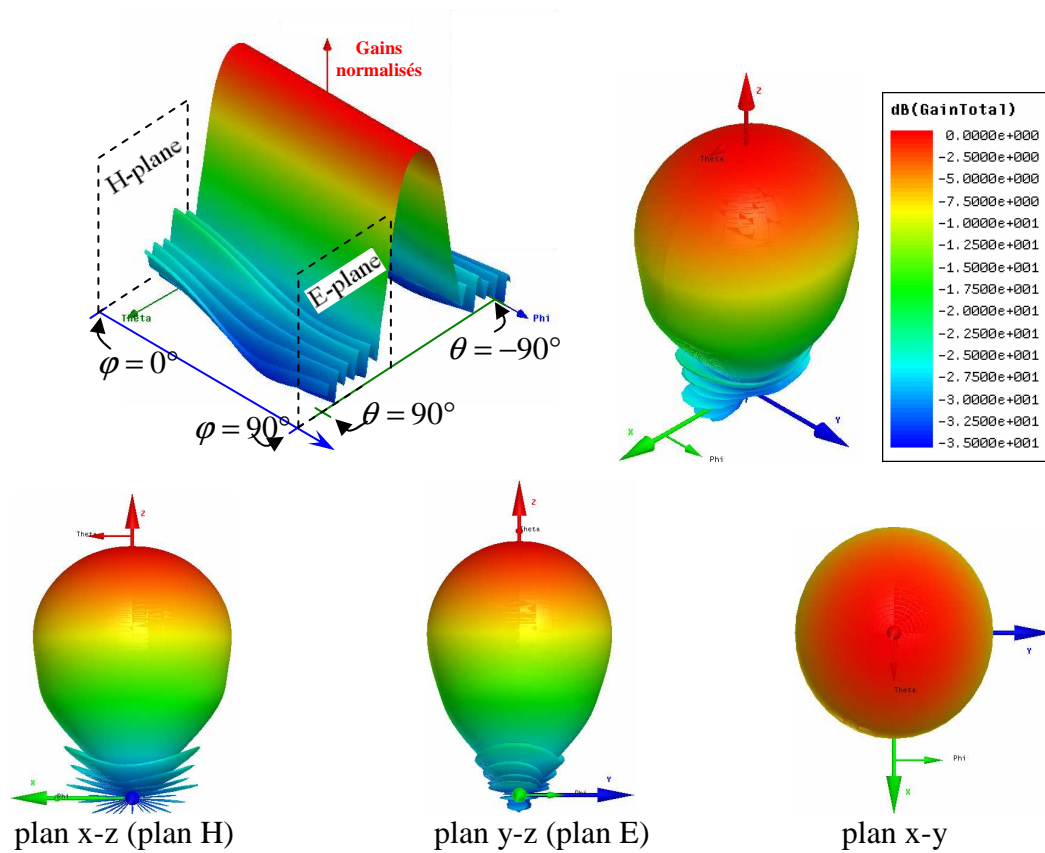 Gains
normalisés
H-plane
E-plane
Theta
Phi
φ = 0°
θ = −90°
φ = 90°
θ = 90°
Z
Theta
X
Y
Phi
dB(GainTotal)
0.0000e+000
-2.5000e+000
-5.0000e+000
-7.5000e+000
-1.0000e+001
-1.2500e+001
-1.5000e+001
-1.7500e+001
-2.0000e+001
-2.2500e+001
-2.5000e+001
-2.7500e+001
-3.0000e+001
-3.2500e+001
-3.5000e+001
Z
Theta
X
Phi
plan x-z (plan H)
Z
Theta
Phi
Y
plan y-z (plan E)
Y
Theta
Phi
X
plan x-y